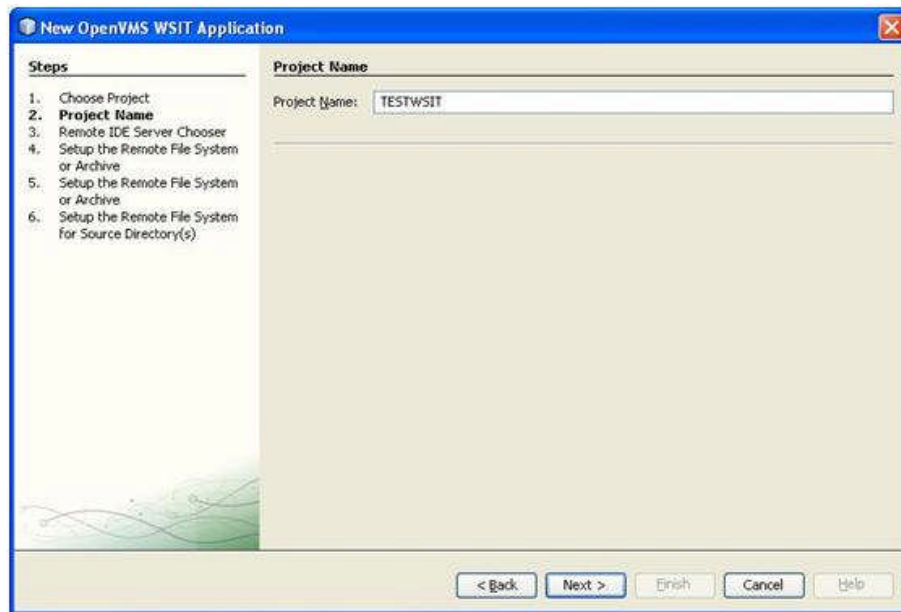 New OpenVMS WSIT Application
Steps
1. Choose Project
2. Project Name
3. Remote IDE Server Chooser
4. Setup the Remote File System
or Archive
5. Setup the Remote File System
or Archive
6. Setup the Remote File System
for Source Directory(s)
Project Name
Project Name: TESTWSIT
< Back Next > Finish Cancel Help